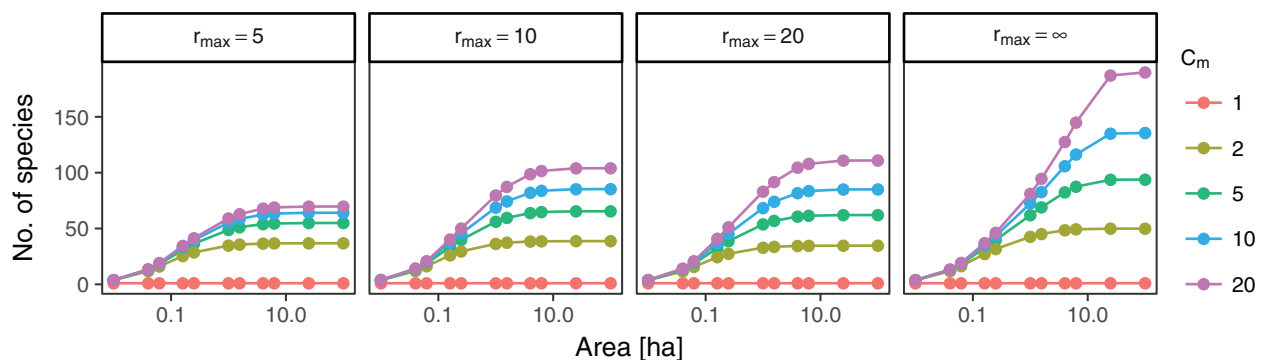 r_max = 5 r_max = 10 r_max = 20 r_max = ∞
C_m
1
2
5
10
20
No. of species
150
100
50
0
0.1 10.0 0.1 10.0 0.1 10.0 0.1 10.0
Area [ha]